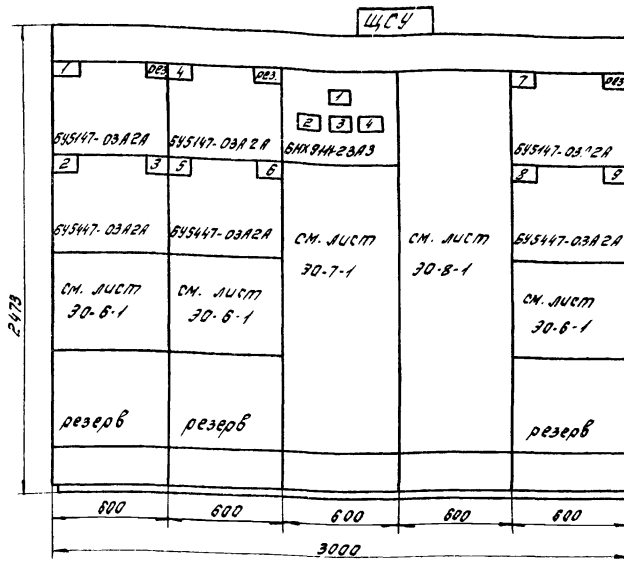 ЩСУ
1 рез. 4 рез. 7 рез.
1
2 3 4
БУ5147-03А2А БУ5147-03А2А
2 3 5 6 8 9
БУ5447-03А2А БУ5447-03А2А БУ5447-03А2А
см. лист
ЭО-7-1
см. лист
ЭО-8-1
см. лист
ЭО-6-1
см. лист
ЭО-6-1
см. лист
ЭО-6-1
резерв резерв резерв
2473
600 600 600 600 600
3000